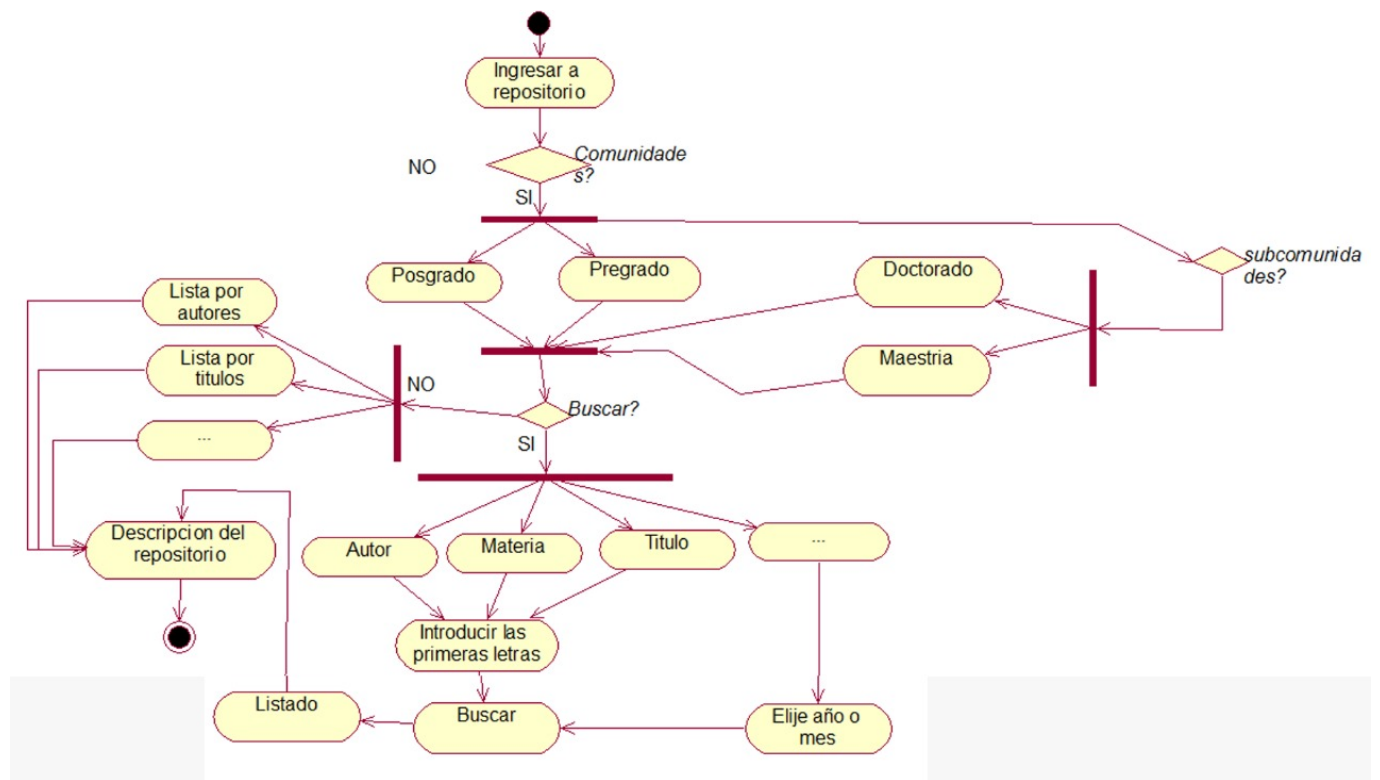 Ingresar a
repositorio
Comunidade
s?
NO
SI
subcomunida
des?
Posgrado
Pregrado
Doctorado
Lista por
autores
Maestria
Lista por
titulos
NO
Buscar?
...
SI
Descripcion del
repositorio
Autor
Materia
Titulo
...
Introducir las
primeras letras
Listado
Buscar
Elije año o
mes